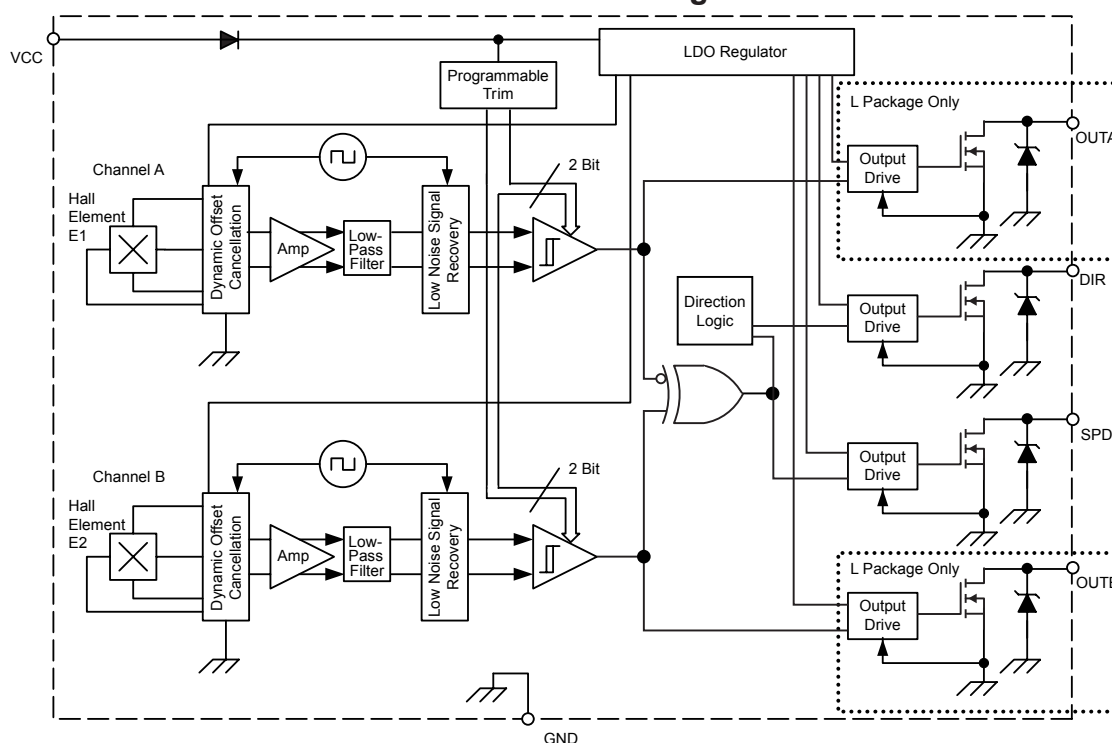 VCC
LDO Regulator
Programmable
Trim
L Package Only
OUTA
Output
Drive
Channel A
2 Bit
Hall
Element
E1
Dynamic Offset
Cancellation
Amp
Low-
Pass
Filter
Low Noise Signal
Recovery
DIR
Direction
Logic
Output
Drive
SPD
Output
Drive
Channel B
2 Bit
Hall
Element
E2
Dynamic Offset
Cancellation
Amp
Low-
Pass
Filter
Low Noise Signal
Recovery
L Package Only
Output
Drive
GND